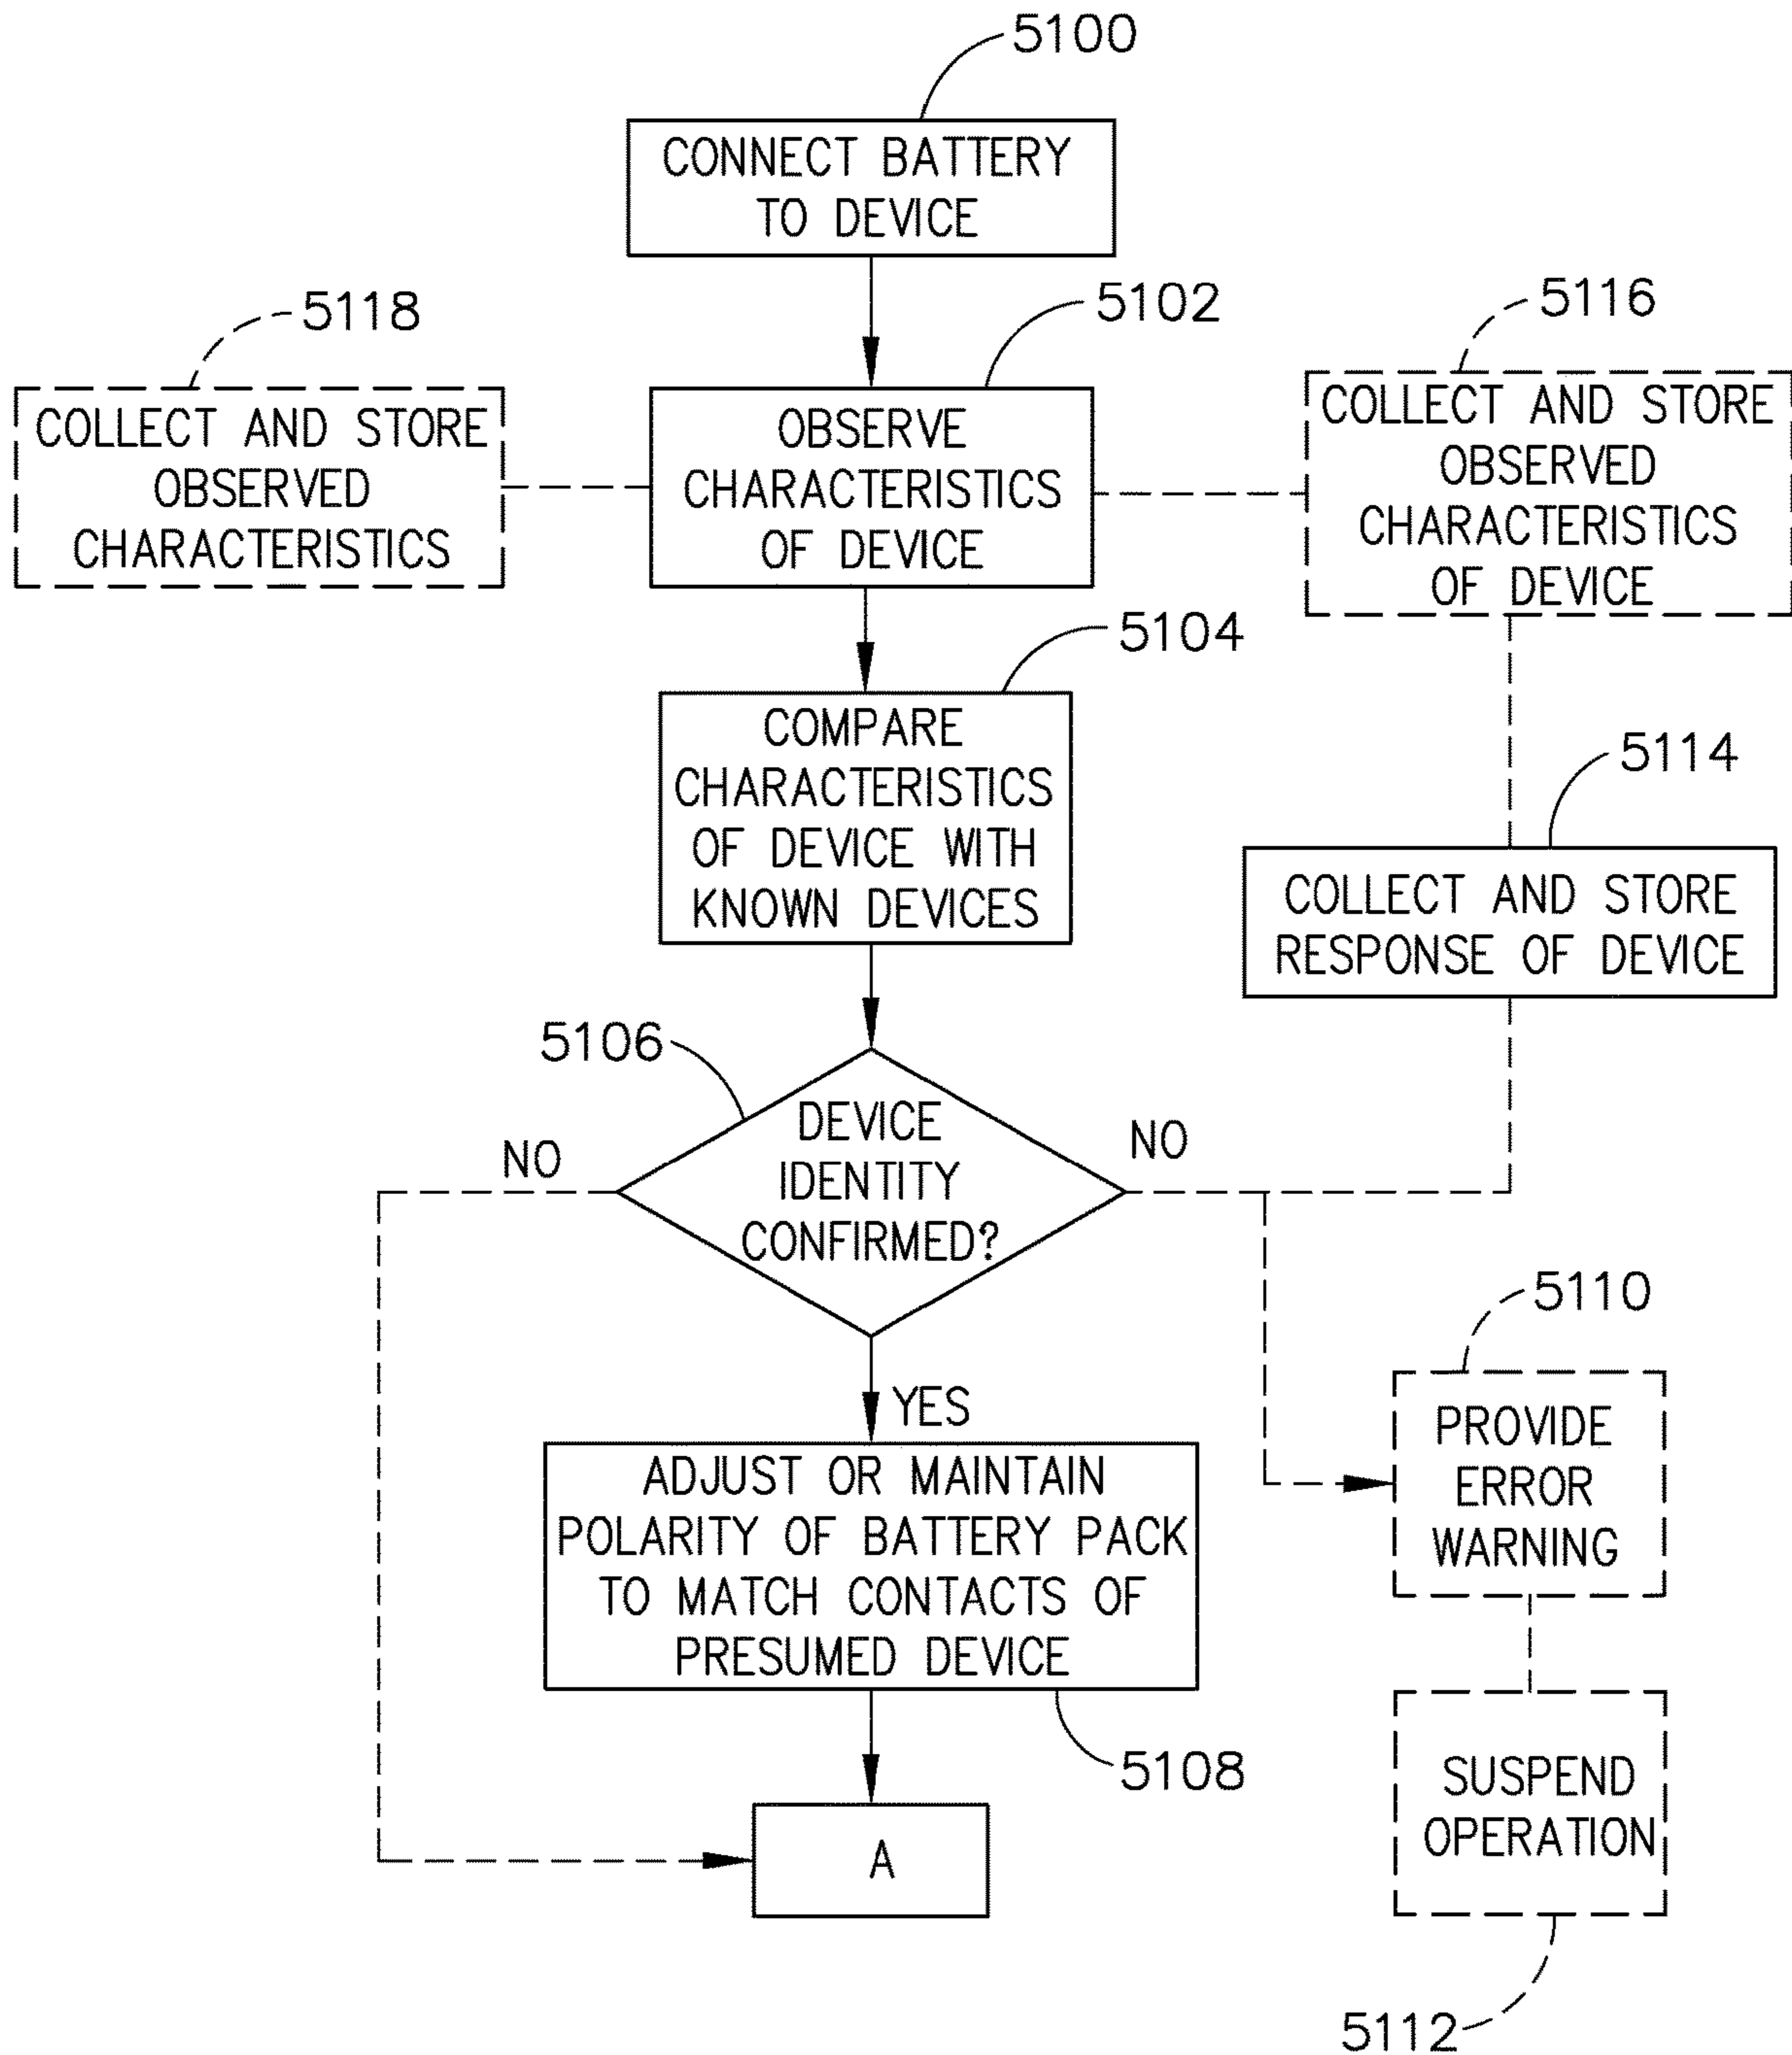 5100
CONNECT BATTERY
TO DEVICE
5118
5102
5116
COLLECT AND STORE
OBSERVED
CHARACTERISTICS
OBSERVE
CHARACTERISTICS
OF DEVICE
COLLECT AND STORE
OBSERVED
CHARACTERISTICS
OF DEVICE
5104
COMPARE
CHARACTERISTICS
OF DEVICE WITH
KNOWN DEVICES
5114
COLLECT AND STORE
RESPONSE OF DEVICE
5106
DEVICE
IDENTITY
CONFIRMED?
NO
NO
YES
5110
PROVIDE
ERROR
WARNING
ADJUST OR MAINTAIN
POLARITY OF BATTERY PACK
TO MATCH CONTACTS OF
PRESUMED DEVICE
5108
SUSPEND
OPERATION
A
5112